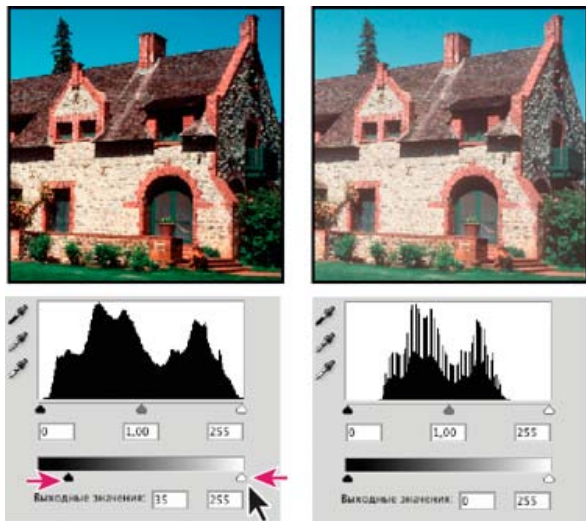 0 1,00 255
Выходные значения: 35 255
0 1,00 255
Выходные значения: 0 255